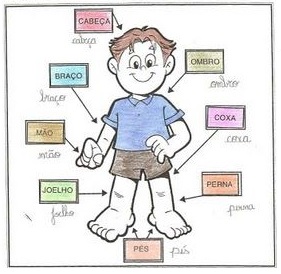 CABEÇA
cabeça
BRAÇO
braço
OMBRO
ombro
MÃO
mão
COXA
coxa
JOELHO
joelho
PERNA
perna
PÉS
pés